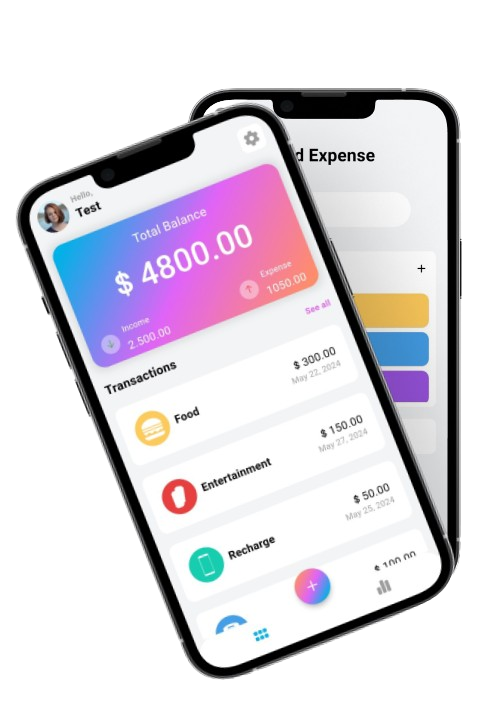 Hello,
Test
Total Balance
$ 4800.00
Income
2.500.00
Expense
1050.00
Transactions
See all
Food
$ 300.00
May 22, 2024
Entertainment
$ 150.00
May 27, 2024
Recharge
$ 50.00
May 25, 2024
$ 100.00
+
d Expense
+